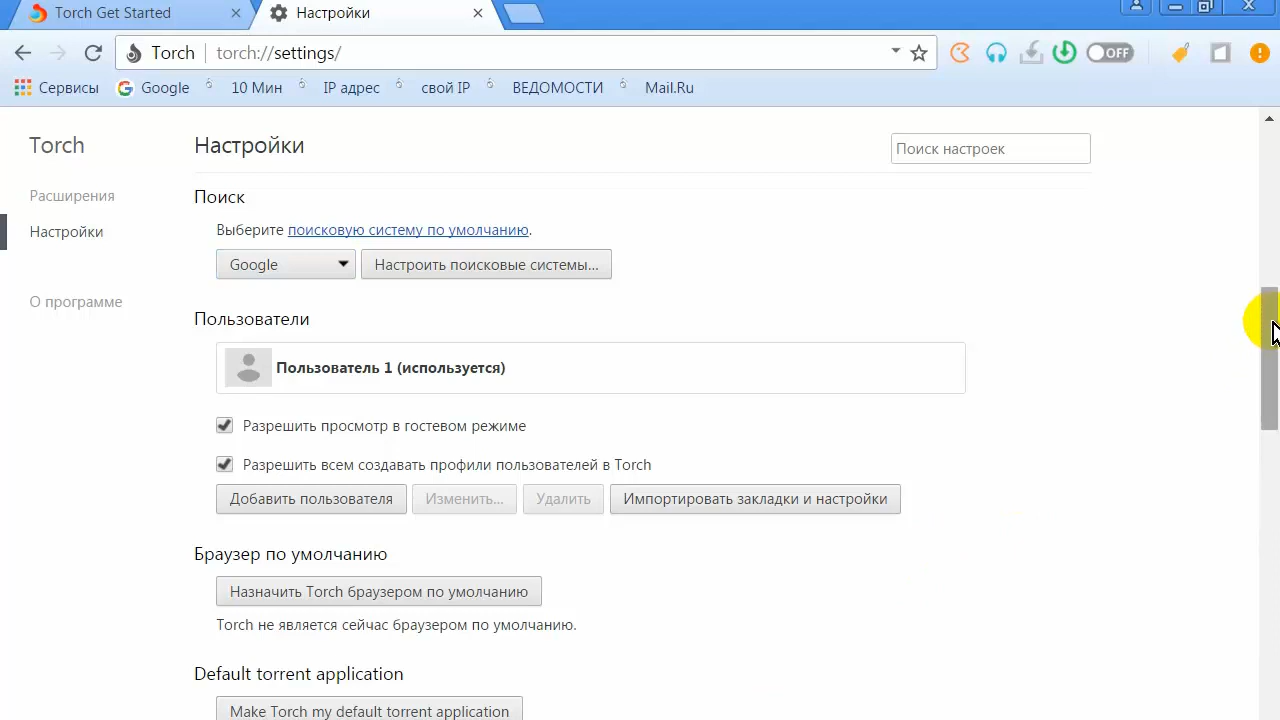 Torch Get Started
Настройки
Torch torch://settings/
OFF
Сервисы Google 10 Мин IP адрес свой IP ВЕДОМОСТИ Mail.Ru
Torch
Настройки
Поиск настроек
Расширения
Настройки
О программе
Поиск
Выберите поисковую систему по умолчанию.
Google Настроить поисковые системы...
Пользователи
Пользователь 1 (используется)
Разрешить просмотр в гостевом режиме
Разрешить всем создавать профили пользователей в Torch
Добавить пользователя Изменить... Удалить Импортировать закладки и настройки
Браузер по умолчанию
Назначить Torch браузером по умолчанию
Torch не является сейчас браузером по умолчанию.
Default torrent application
Make Torch my default torrent application